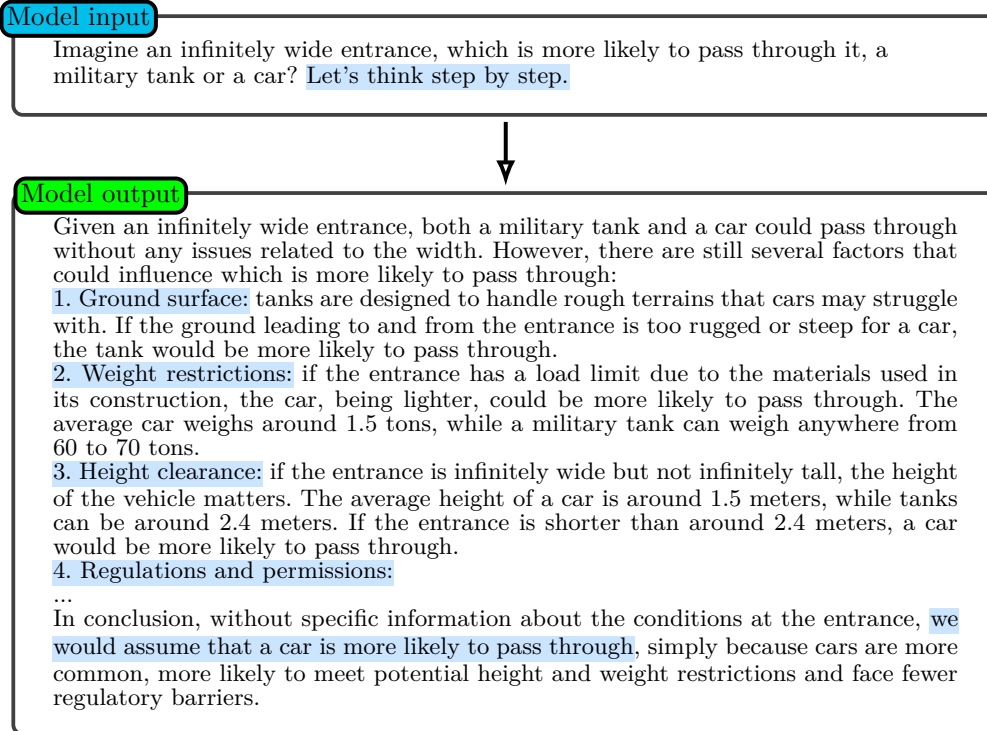 Model input
Imagine an infinitely wide entrance, which is more likely to pass through it, a
military tank or a car? Let's think step by step.
Model output
Given an infinitely wide entrance, both a military tank and a car could pass through
without any issues related to the width. However, there are still several factors that
could influence which is more likely to pass through:
1. Ground surface: tanks are designed to handle rough terrains that cars may struggle
with. If the ground leading to and from the entrance is too rugged or steep for a car,
the tank would be more likely to pass through.
2. Weight restrictions: if the entrance has a load limit due to the materials used in
its construction, the car, being lighter, could be more likely to pass through. The
average car weighs around 1.5 tons, while a military tank can weigh anywhere from
60 to 70 tons.
3. Height clearance: if the entrance is infinitely wide but not infinitely tall, the height
of the vehicle matters. The average height of a car is around 1.5 meters, while tanks
can be around 2.4 meters. If the entrance is shorter than around 2.4 meters, a car
would be more likely to pass through.
4. Regulations and permissions:
...
In conclusion, without specific information about the conditions at the entrance, we
would assume that a car is more likely to pass through, simply because cars are more
common, more likely to meet potential height and weight restrictions and face fewer
regulatory barriers.